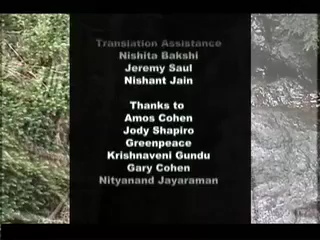 Translation Assistance
Nishita Bakshi
Jeremy Saul
Nishant Jain
Thanks to
Amos Cohen
Jody Shapiro
Greenpeace
Krishnaveni Gundu
Gary Cohen
Nityanand Jayaraman